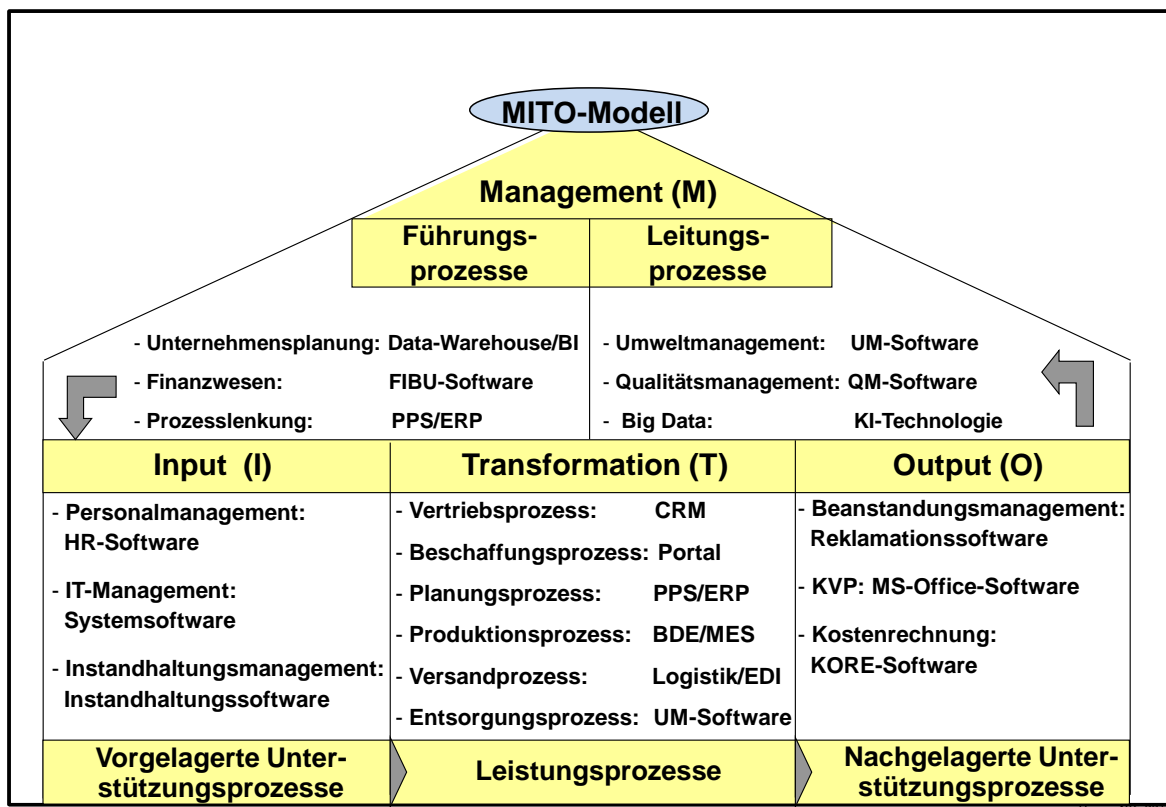 MITO-Modell
Management (M)
Führungs-
prozesse
Leitungs-
prozesse
- Unternehmensplanung: Data-Warehouse/BI
- Finanzwesen: FIBU-Software
- Prozesslenkung: PPS/ERP
- Umweltmanagement: UM-Software
- Qualitätsmanagement: QM-Software
- Big Data: KI-Technologie
Input (I)
- Personalmanagement:
HR-Software
- IT-Management:
Systemsoftware
- Instandhaltungsmanagement:
Instandhaltungssoftware
Vorgelagerte Unter-
stützungsprozesse
Transformation (T)
- Vertriebsprozess: CRM
- Beschaffungsprozess: Portal
- Planungsprozess: PPS/ERP
- Produktionsprozess: BDE/MES
- Versandprozess: Logistik/EDI
- Entsorgungsprozess: UM-Software
Leistungsprozesse
Output (O)
- Beanstandungsmanagement:
Reklamationssoftware
- KVP: MS-Office-Software
- Kostenrechnung:
KORE-Software
Nachgelagerte Unter-
stützungsprozesse